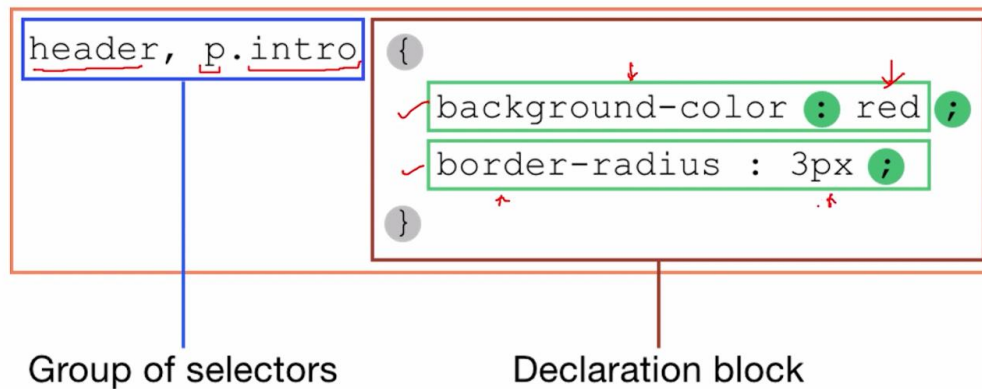 header, p.intro {
background-color : red ;
border-radius : 3px ;
}
Group of selectors
Declaration block